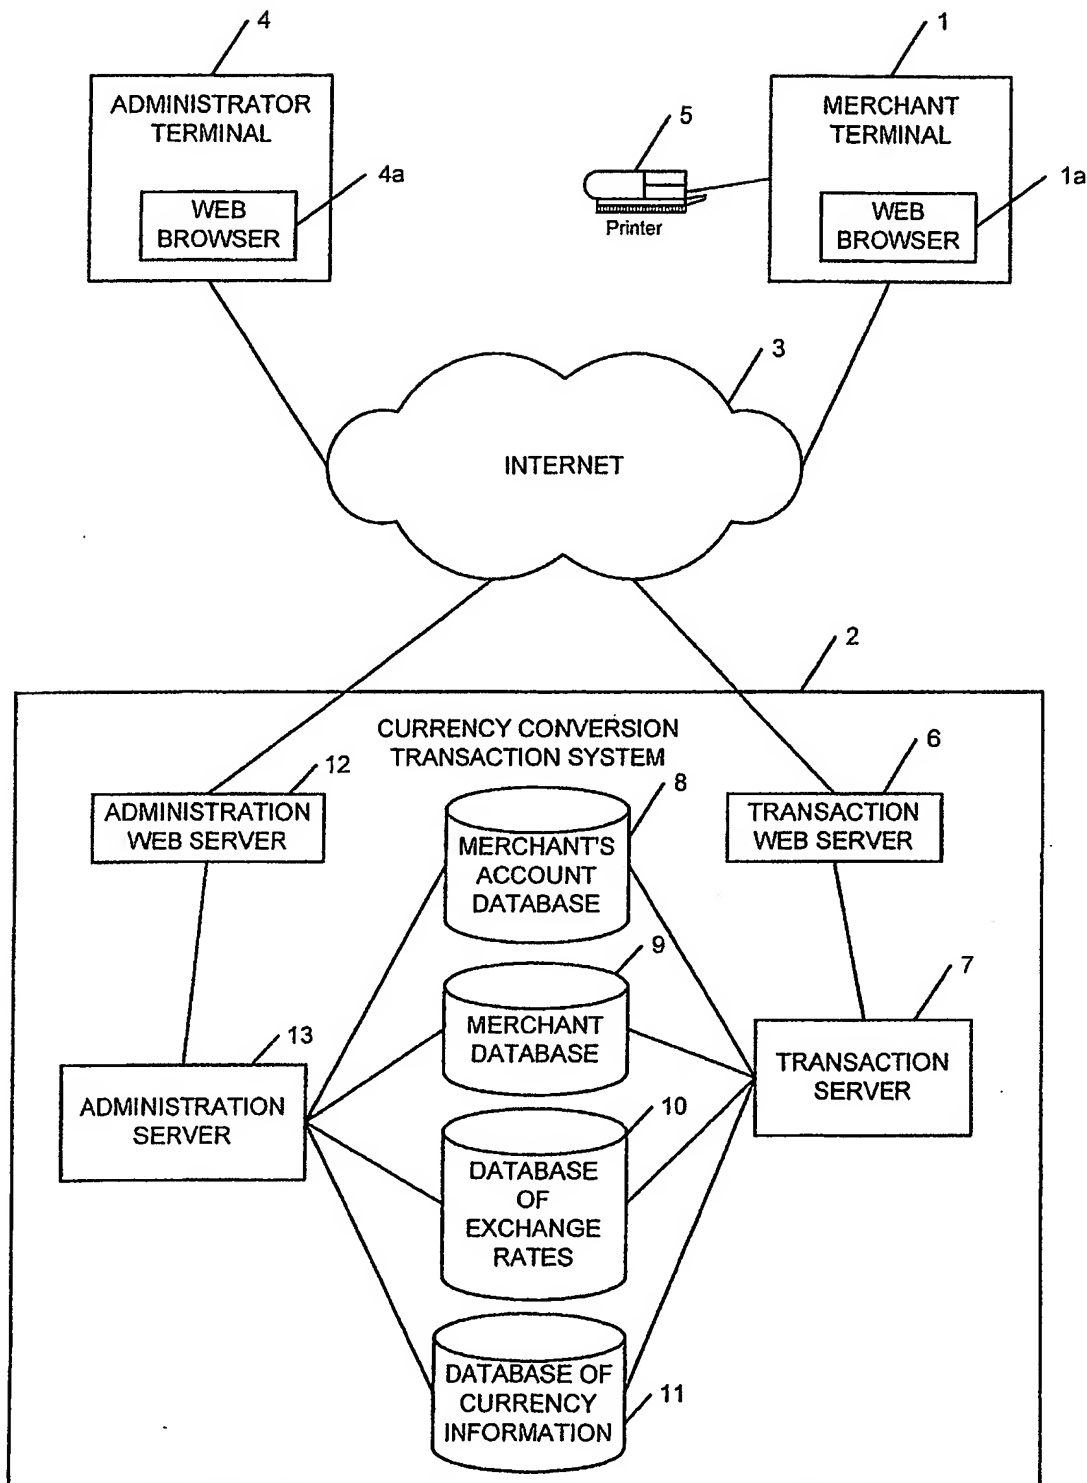 4
1
ADMINISTRATOR
TERMINAL
MERCHANT
TERMINAL
5
4a
1a
WEB
BROWSER
WEB
BROWSER
Printer
3
INTERNET
2
CURRENCY CONVERSION
TRANSACTION SYSTEM
12
6
8
ADMINISTRATION
WEB SERVER
TRANSACTION
WEB SERVER
MERCHANT'S
ACCOUNT
DATABASE
9
7
MERCHANT
DATABASE
13
TRANSACTION
SERVER
ADMINISTRATION
SERVER
10
DATABASE
OF
EXCHANGE
RATES
DATABASE OF
CURRENCY
INFORMATION
11